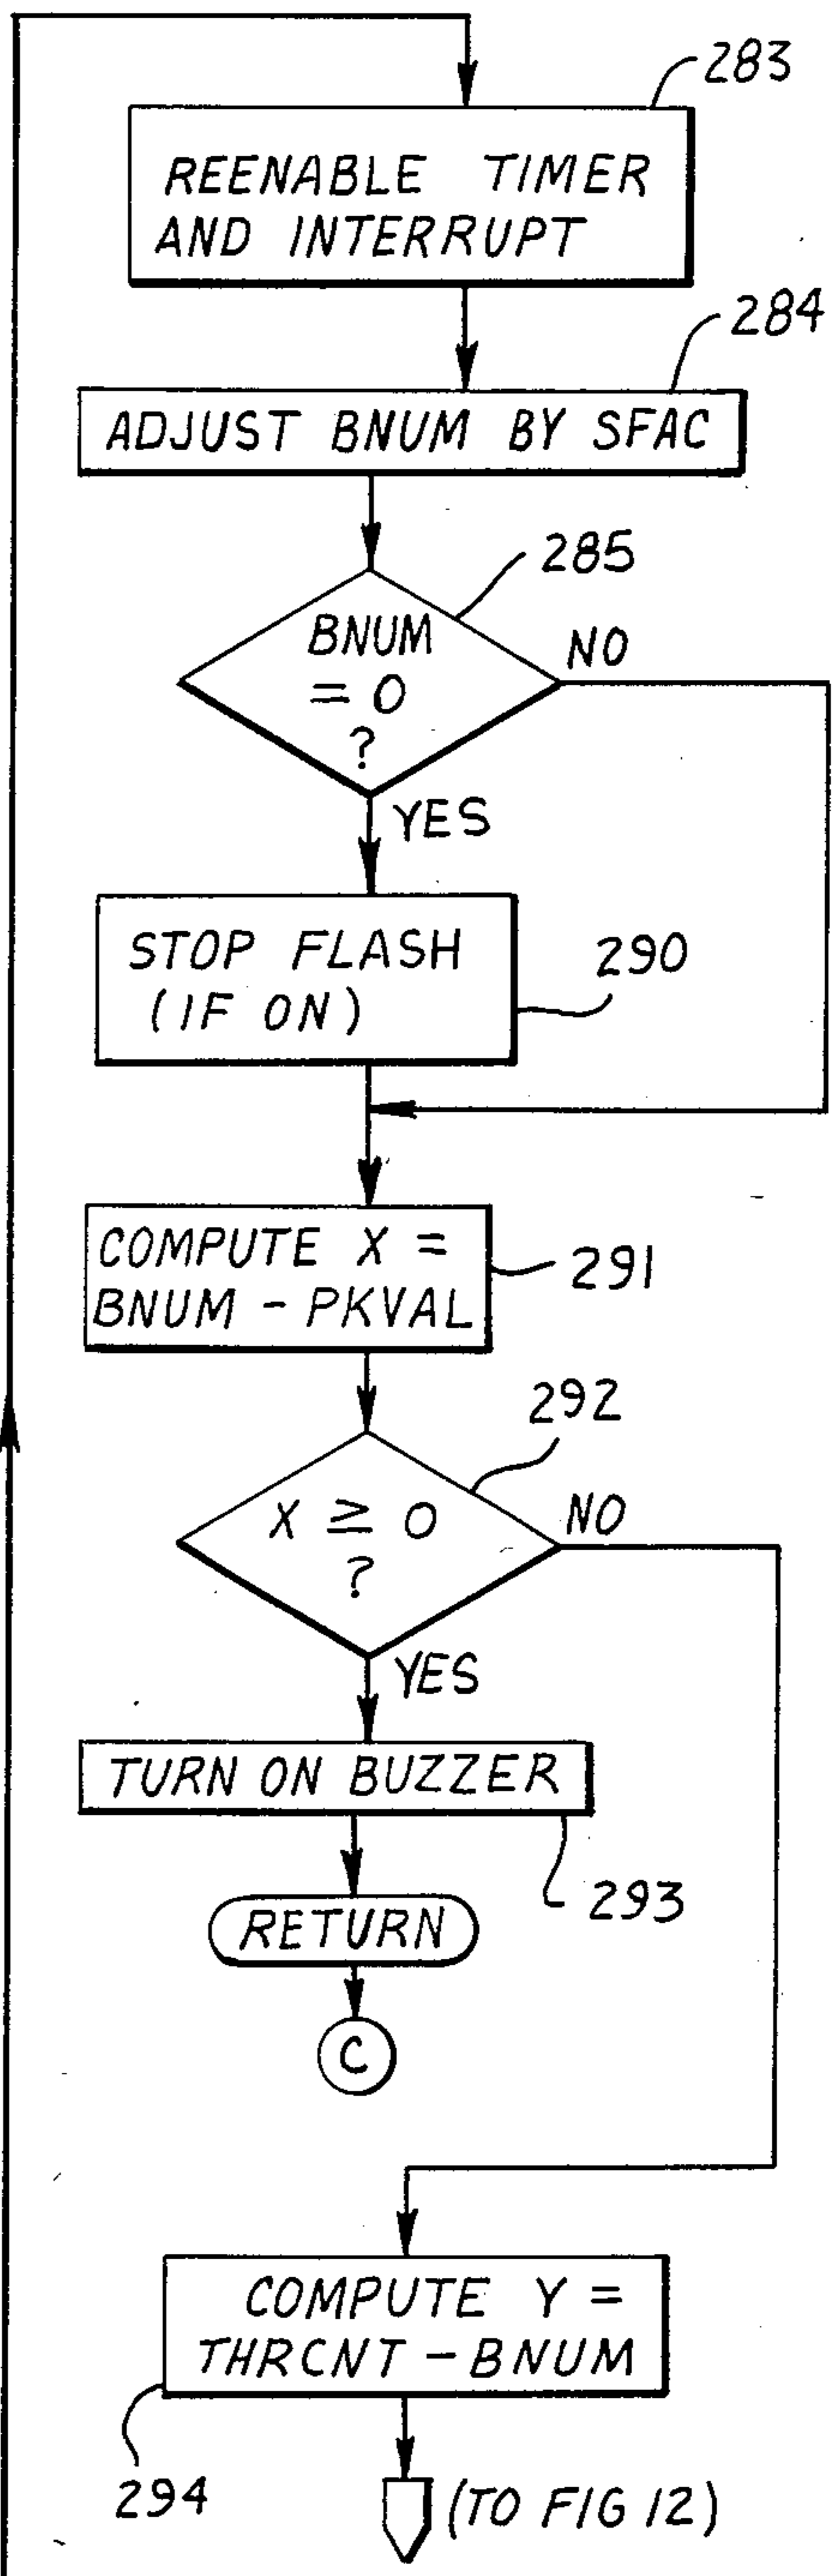 283
REENABLE TIMER
AND INTERRUPT
284
ADJUST BNUM BY SFAC
285
BNUM
= 0
?
NO
YES
STOP FLASH
(IF ON)
290
COMPUTE X =
BNUM - PKVAL
291
292
X ≥ 0
?
NO
YES
TURN ON BUZZER
293
RETURN
C
COMPUTE Y =
THRCNT - BNUM
294
(TO FIG 12)